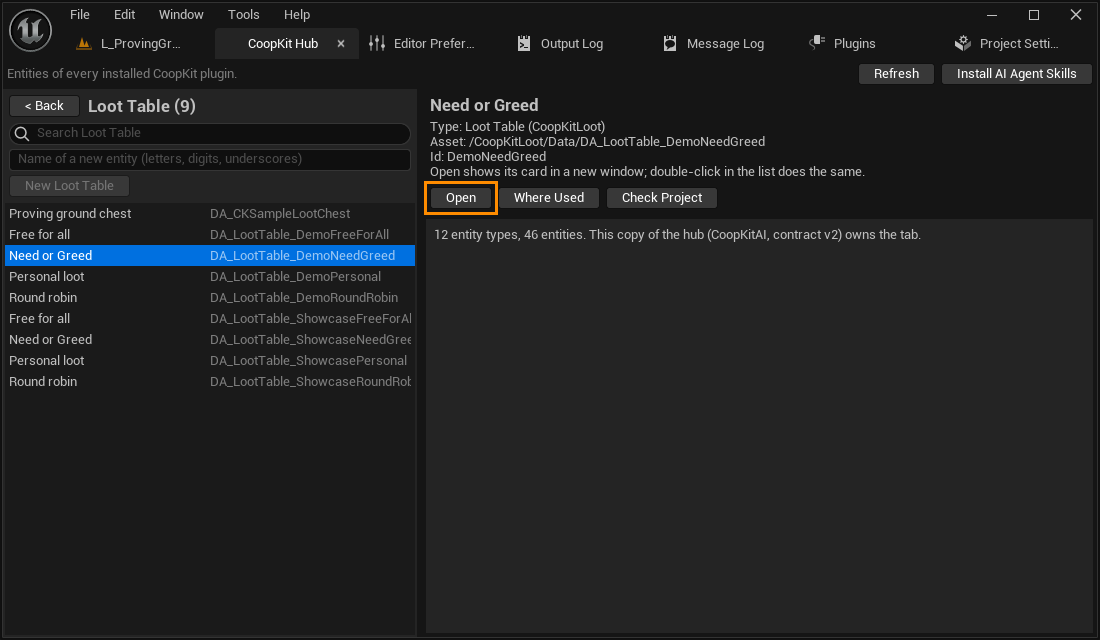 File Edit Window Tools Help
L_ProvingGr...
CoopKit Hub
Editor Prefer...
Output Log
Message Log
Plugins
Project Setti...
Entities of every installed CoopKit plugin.
Refresh
Install AI Agent Skills
< Back
Loot Table (9)
Search Loot Table
Name of a new entity (letters, digits, underscores)
New Loot Table
Proving ground chest DA_CKSampleLootChest
Free for all DA_LootTable_DemoFreeForAll
Need or Greed DA_LootTable_DemoNeedGreed
Personal loot DA_LootTable_DemoPersonal
Round robin DA_LootTable_DemoRoundRobin
Free for all DA_LootTable_ShowcaseFreeForAl
Need or Greed DA_LootTable_ShowcaseNeedGree
Personal loot DA_LootTable_ShowcasePersonal
Round robin DA_LootTable_ShowcaseRoundRob
Need or Greed
Type: Loot Table (CoopKitLoot)
Asset: /CoopKitLoot/Data/DA_LootTable_DemoNeedGreed
Id: DemoNeedGreed
Open shows its card in a new window; double-click in the list does the same.
Open
Where Used
Check Project
12 entity types, 46 entities. This copy of the hub (CoopKitAI, contract v2) owns the tab.